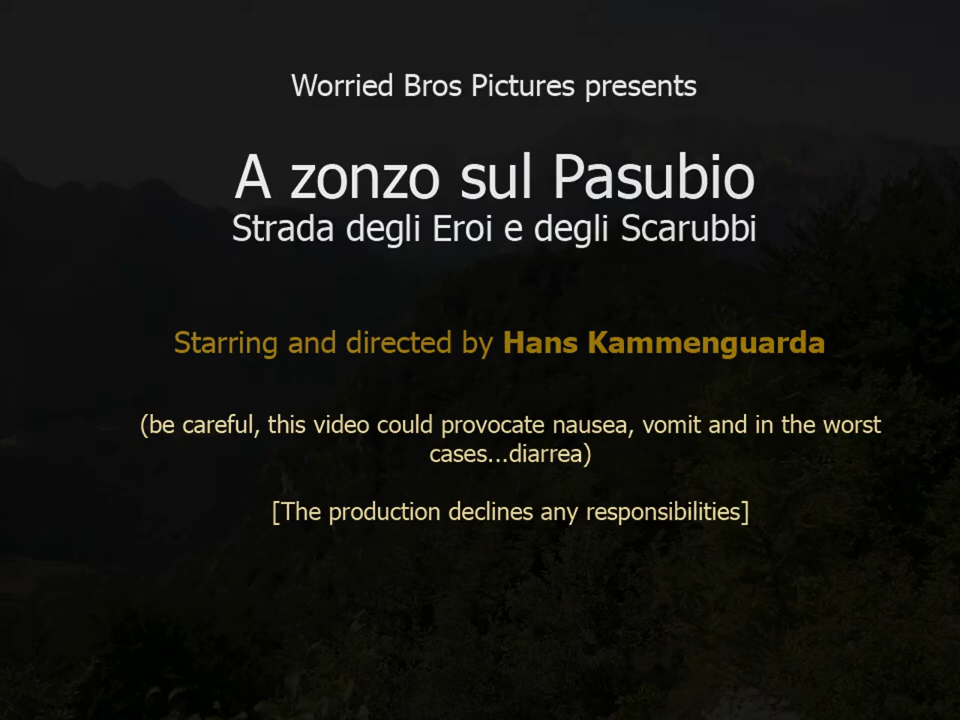 Worried Bros Pictures presents
A zonzo sul Pasubio
Strada degli Eroi e degli Scarubbi
Starring and directed by Hans Kammenguarda
(be careful, this video could provocate nausea, vomit and in the worst
cases...diarrea)
[The production declines any responsibilities]